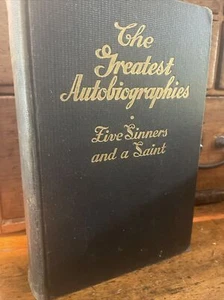 The
Greatest
Autobiographies
•
Five Sinners
and a Saint